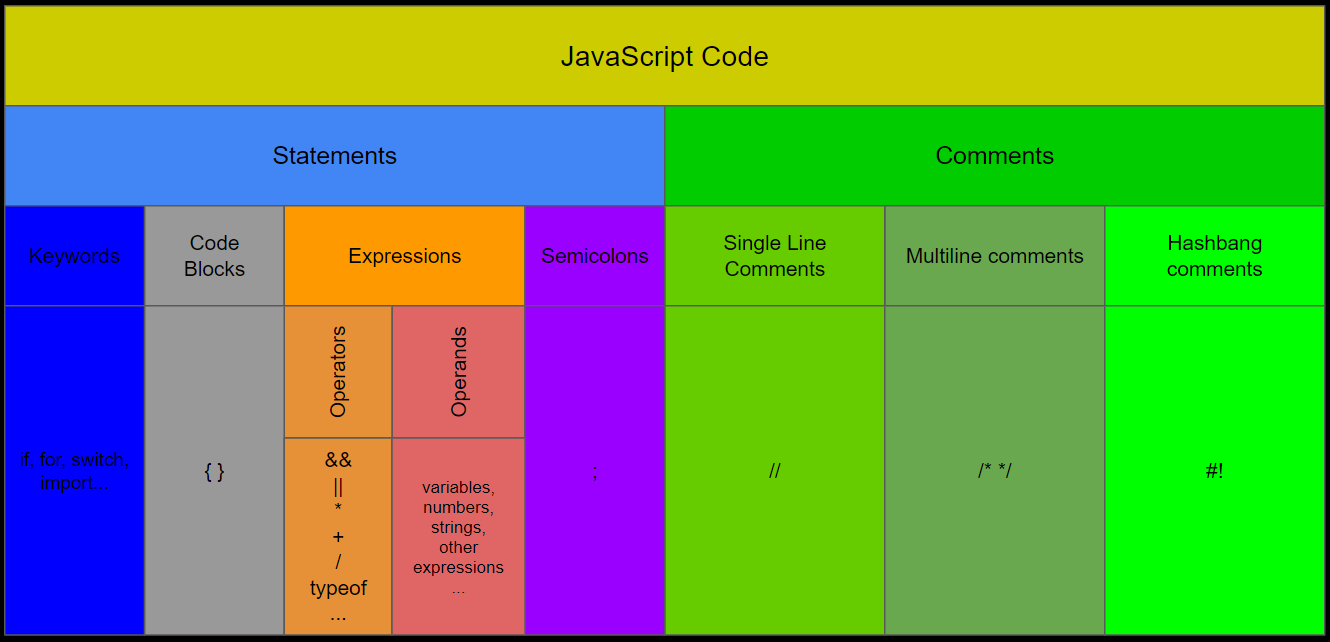 JavaScript Code
Statements
Comments
Keywords
Code
Blocks
Expressions
Semicolons
Single Line
Comments
Multiline comments
Hashbang
comments
Operators
Operands
if, for, switch,
import...
{ }
&&
||
*
+
/
typeof
...
variables,
numbers,
strings,
other
expressions
...
;
//
/* */
#!